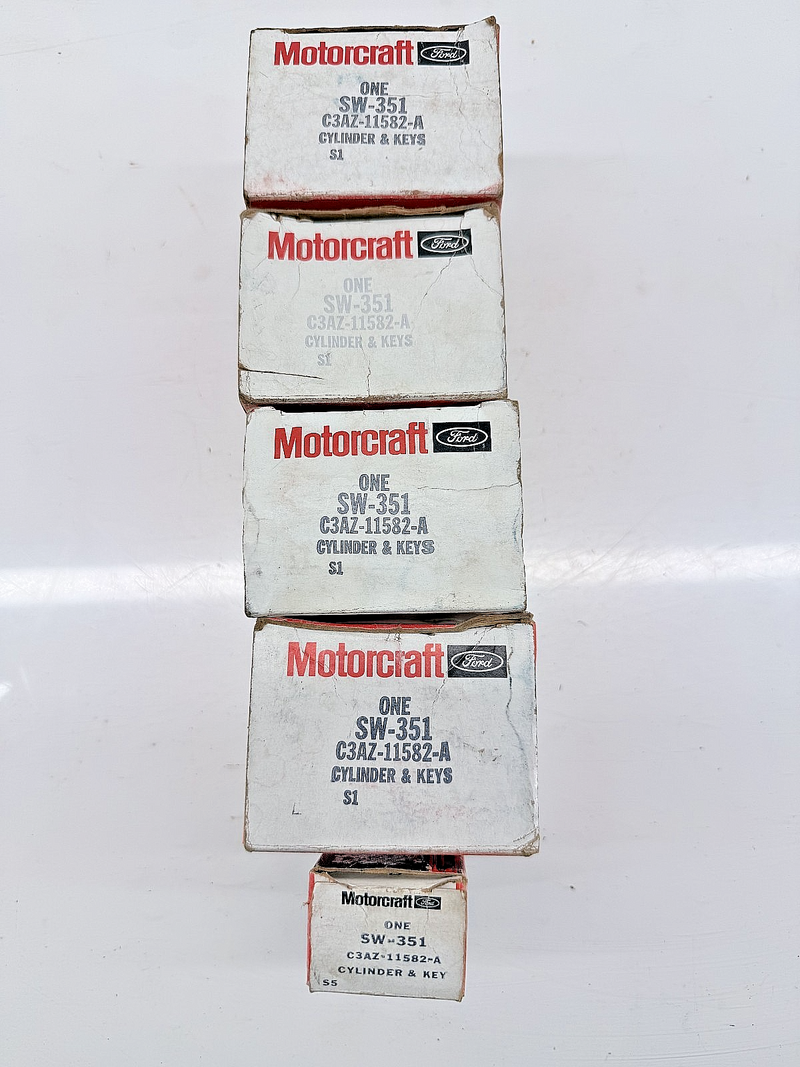 Motorcraft Ford
ONE
SW-351
C3AZ-11582-A
CYLINDER & KEYS
S1
Motorcraft Ford
ONE
SW-351
C3AZ-11582-A
CYLINDER & KEYS
S1
Motorcraft Ford
ONE
SW-351
C3AZ-11582-A
CYLINDER & KEYS
S1
Motorcraft Ford
ONE
SW-351
C3AZ-11582-A
CYLINDER & KEYS
S1
Motorcraft Ford
ONE
SW-351
C3AZ-11582-A
CYLINDER & KEY
S5